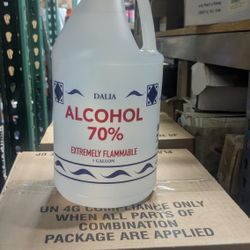 DALIA
ALCOHOL
70%
EXTREMELY FLAMMABLE
1 GALLON
UN 4G COMPLIANCE ONLY
WHEN ALL PARTS OF
COMBINATION
PACKAGE ARE APPLIED